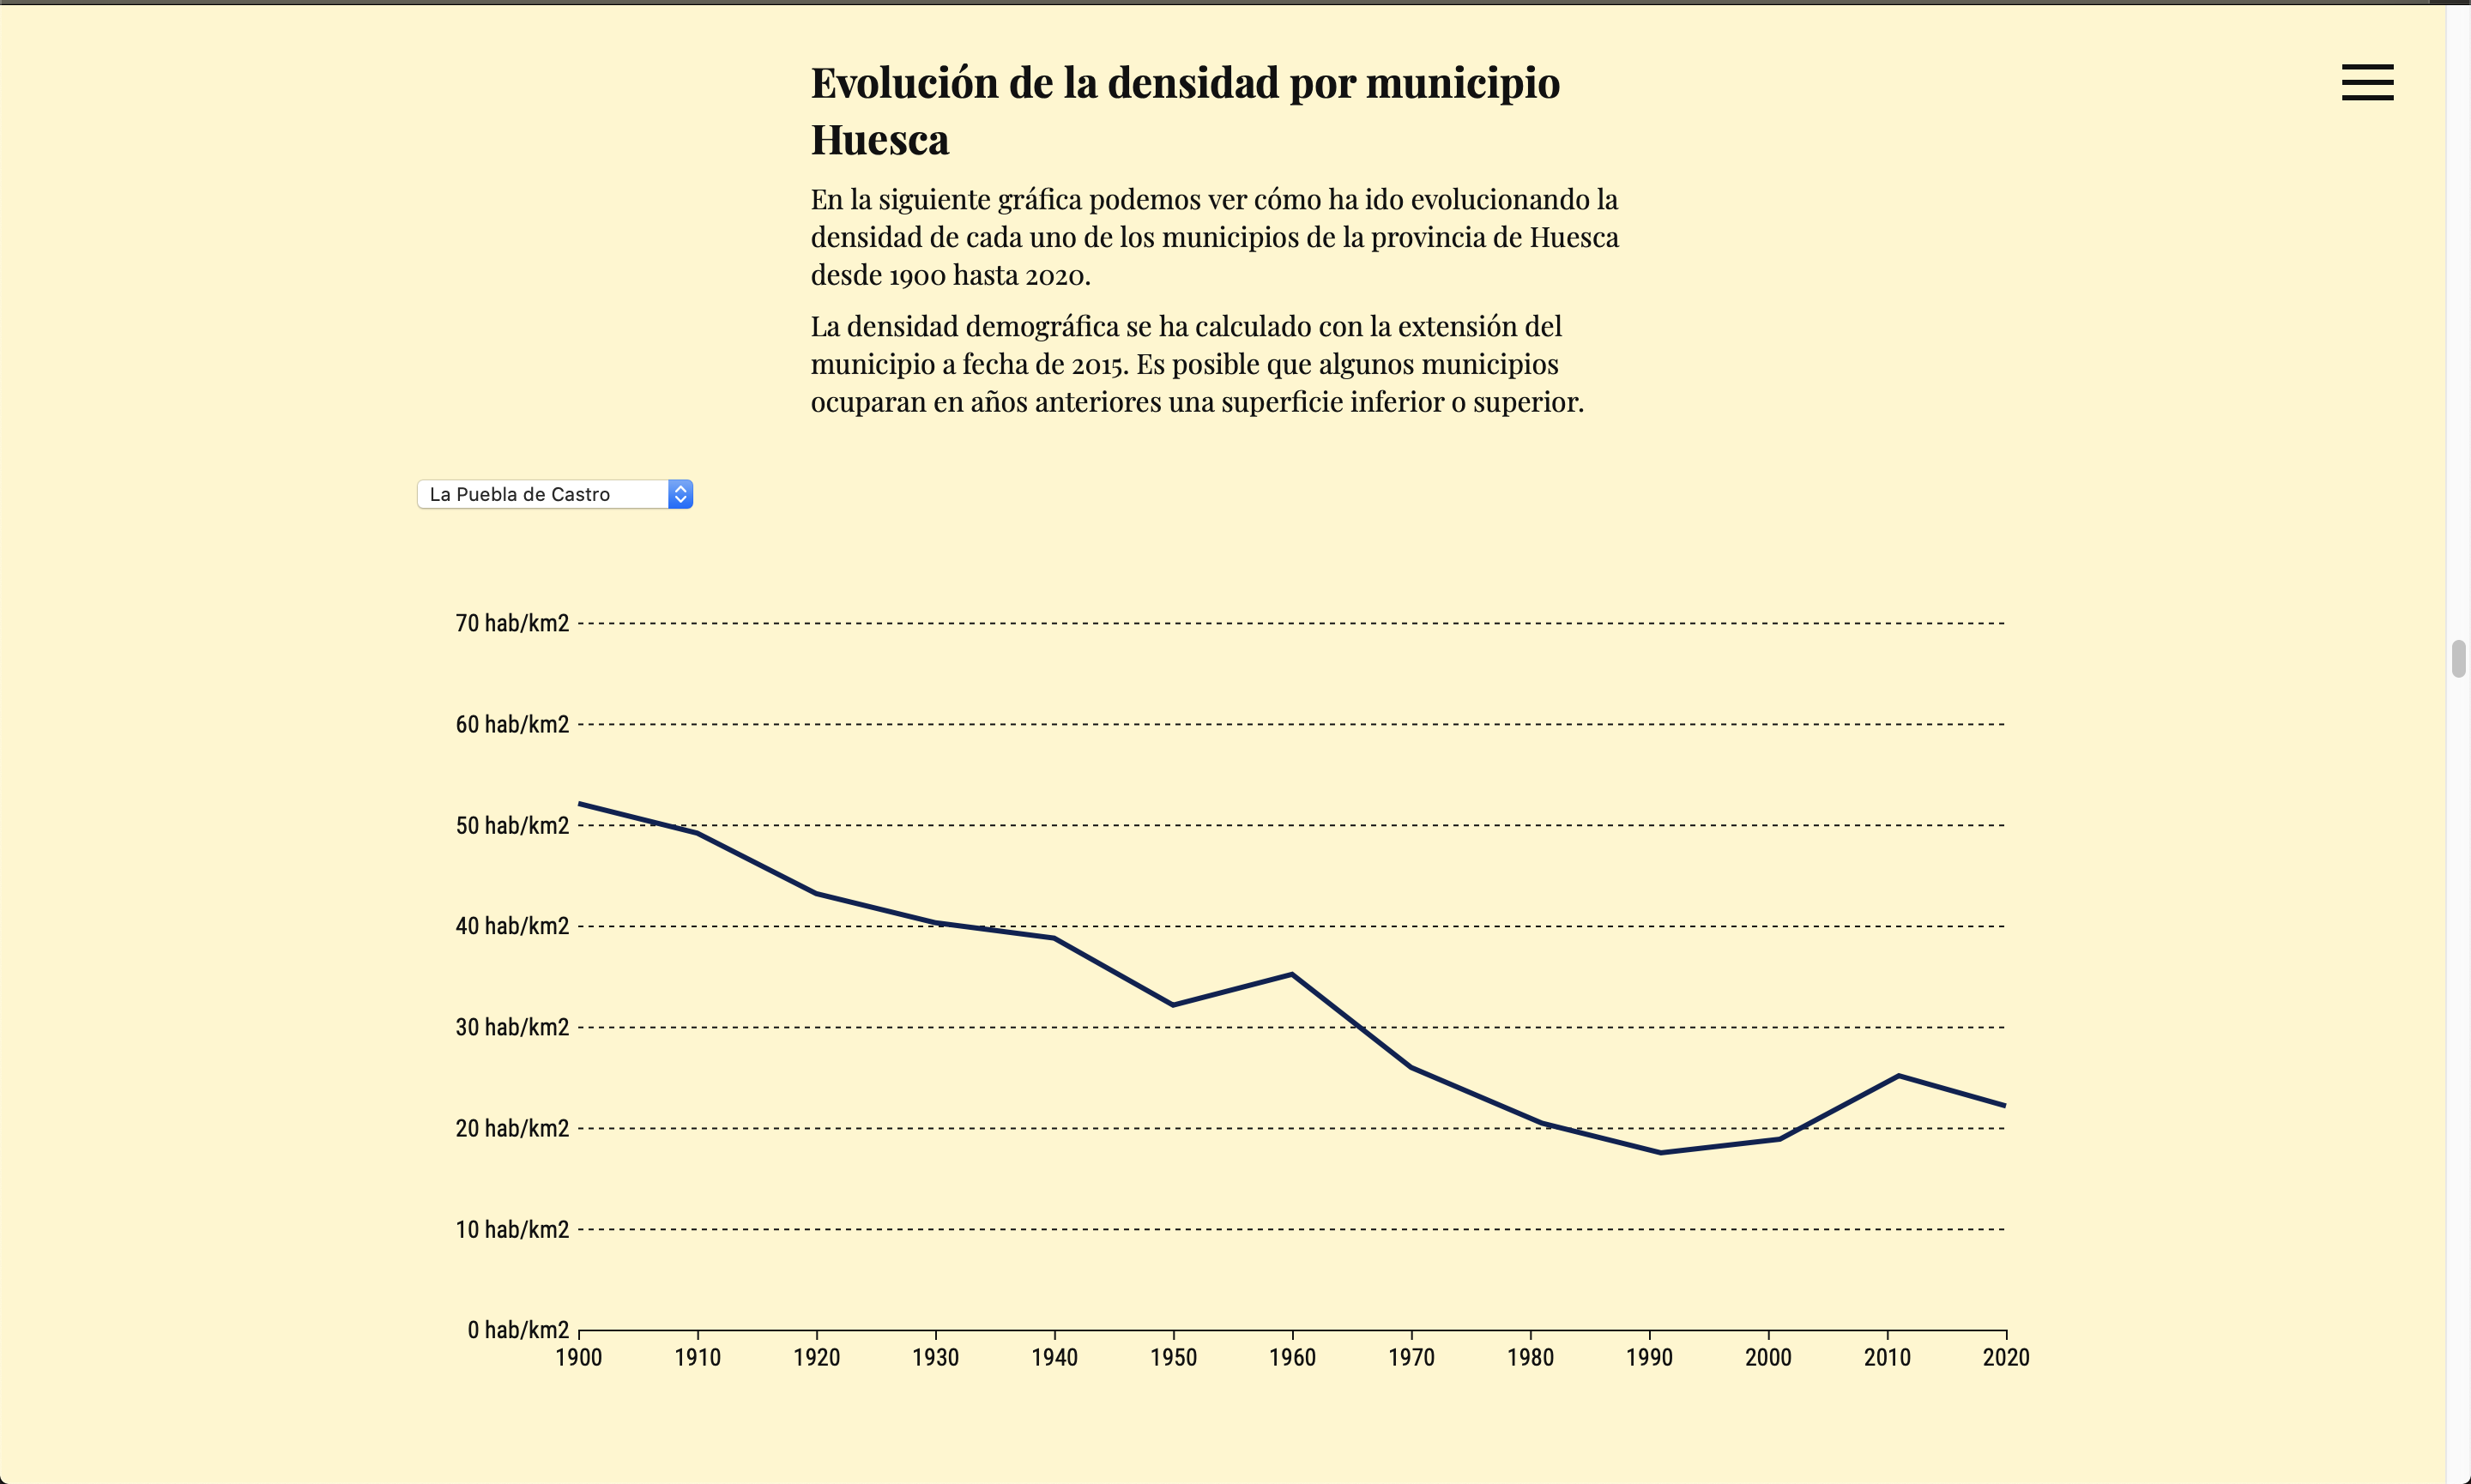 Evolución de la densidad por municipio
Huesca
En la siguiente gráfica podemos ver cómo ha ido evolucionando la
densidad de cada uno de los municipios de la provincia de Huesca
desde 1900 hasta 2020.
La densidad demográfica se ha calculado con la extensión del
municipio a fecha de 2015. Es posible que algunos municipios
ocuparan en años anteriores una superficie inferior o superior.
La Puebla de Castro
70 hab/km2
60 hab/km2
50 hab/km2
40 hab/km2
30 hab/km2
20 hab/km2
10 hab/km2
0 hab/km2
1900 1910 1920 1930 1940 1950 1960 1970 1980 1990 2000 2010 2020